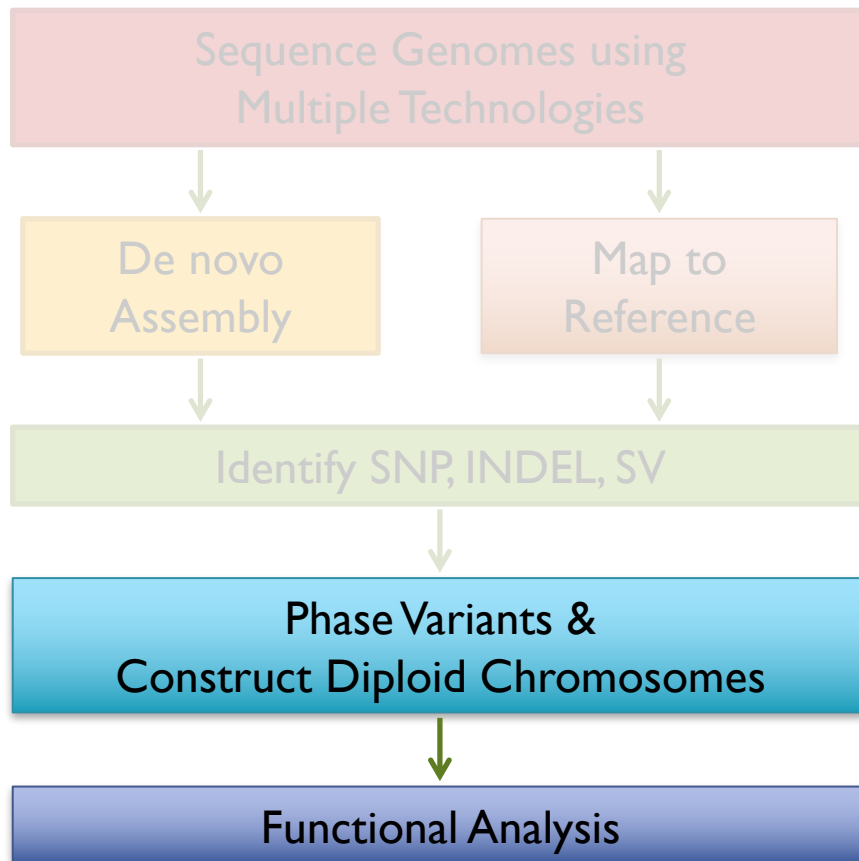 Sequence Genomes using
Multiple Technologies
De novo
Assembly
Map to
Reference
Identify SNP, INDEL, SV
Phase Variants &
Construct Diploid Chromosomes
Functional Analysis